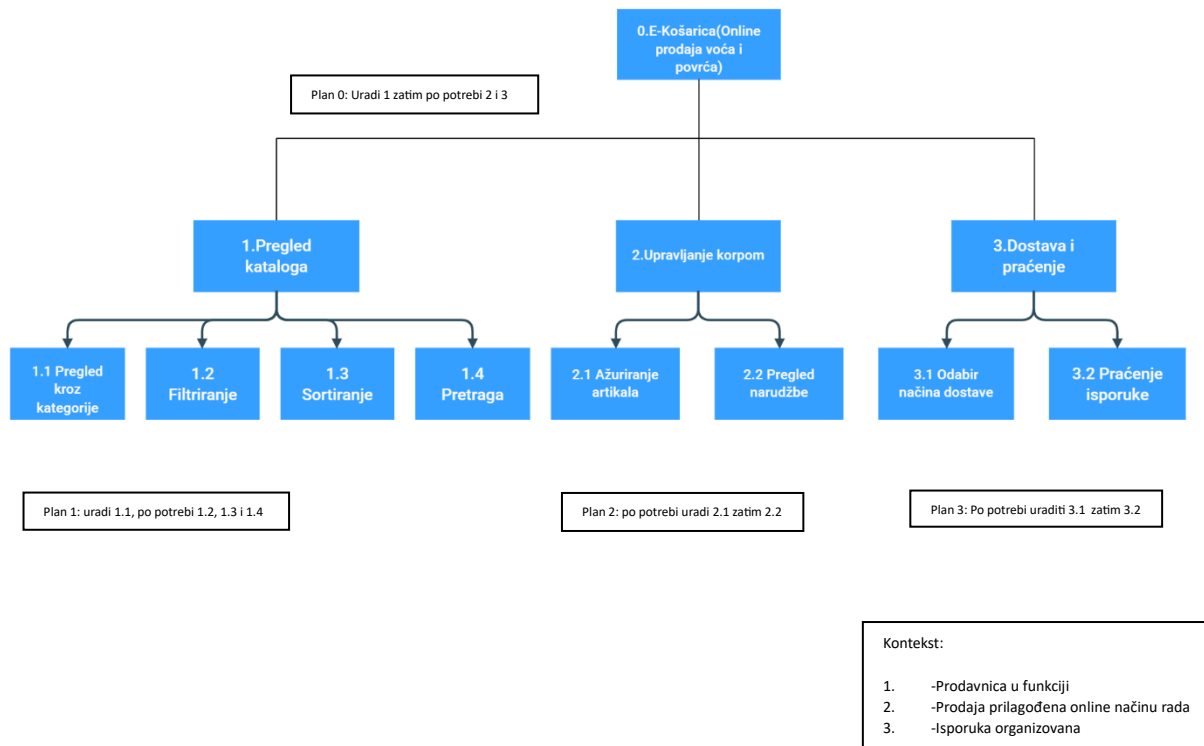 0.E-Košarica(Online
prodaja voća i
povrća)
Plan 0: Uradi 1 zatim po potrebi 2 i 3
1.Pregled
kataloga
2.Upravljanje korpom
3.Dostava i
praćenje
1.1 Pregled
kroz
kategorije
1.2
Filtriranje
1.3
Sortiranje
1.4
Pretraga
2.1 Ažuriranje
artikala
2.2 Pregled
narudžbe
3.1 Odabir
načina dostave
3.2 Praćenje
isporuke
Plan 1: uradi 1.1, po potrebi 1.2, 1.3 i 1.4
Plan 2: po potrebi uradi 2.1 zatim 2.2
Plan 3: Po potrebi uraditi 3.1 zatim 3.2
Kontekst:
1. -Prodavnica u funkciji
2. -Prodaja prilagođena online načinu rada
3. -Isporuka organizovana